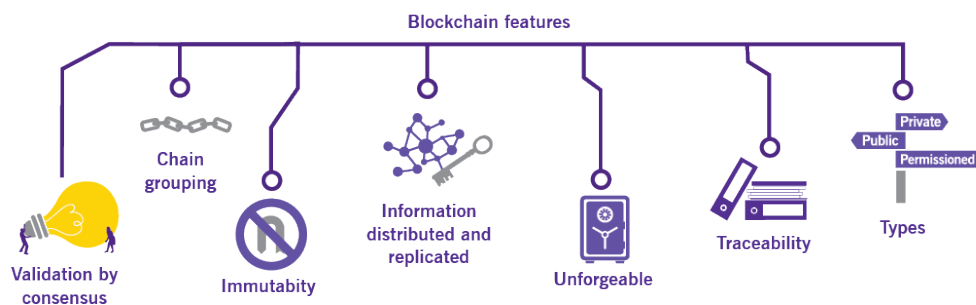 Blockchain features
Validation by
consensus
Chain
grouping
Immutabity
Information
distributed and
replicated
Unforgeable
Traceability
Private
Public
Permissioned
Types